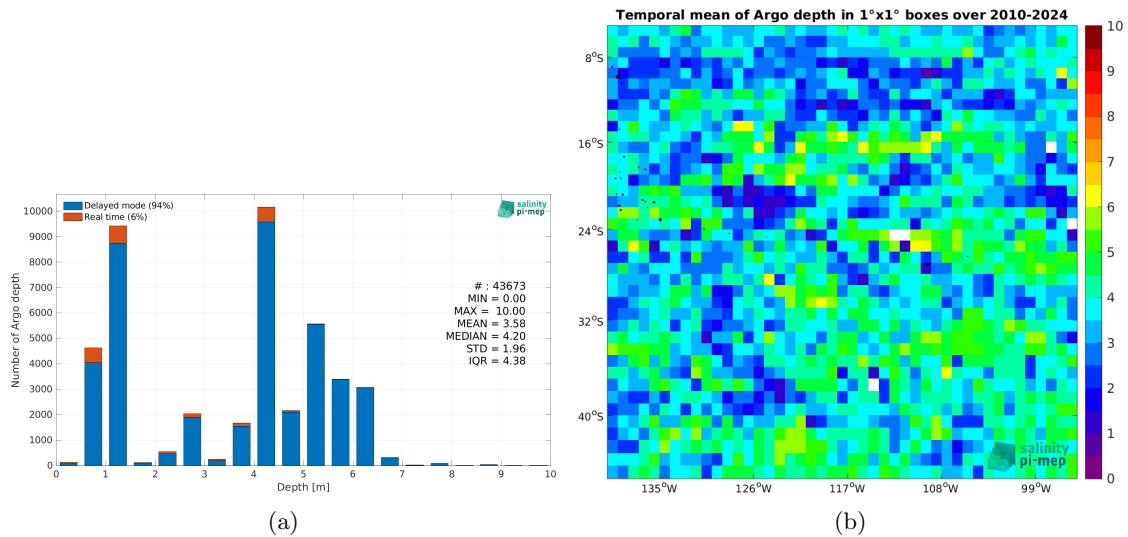 Delayed mode (94%)
Real time (6%)
salinity
pi-mep
10000
9000
8000
7000
6000
5000
4000
3000
2000
1000
0
Number of Argo depth
# : 43673
MIN = 0.00
MAX = 10.00
MEAN = 3.58
MEDIAN = 4.20
STD = 1.96
IQR = 4.38
0 1 2 3 4 5 6 7 8 9 10
Depth [m]
(a)
Temporal mean of Argo depth in 1°x1° boxes over 2010-2024
8°S
16°S
24°S
32°S
40°S
135°W 126°W 117°W 108°W 99°W
salinity
pi-mep
10
9
8
7
6
5
4
3
2
1
0
(b)